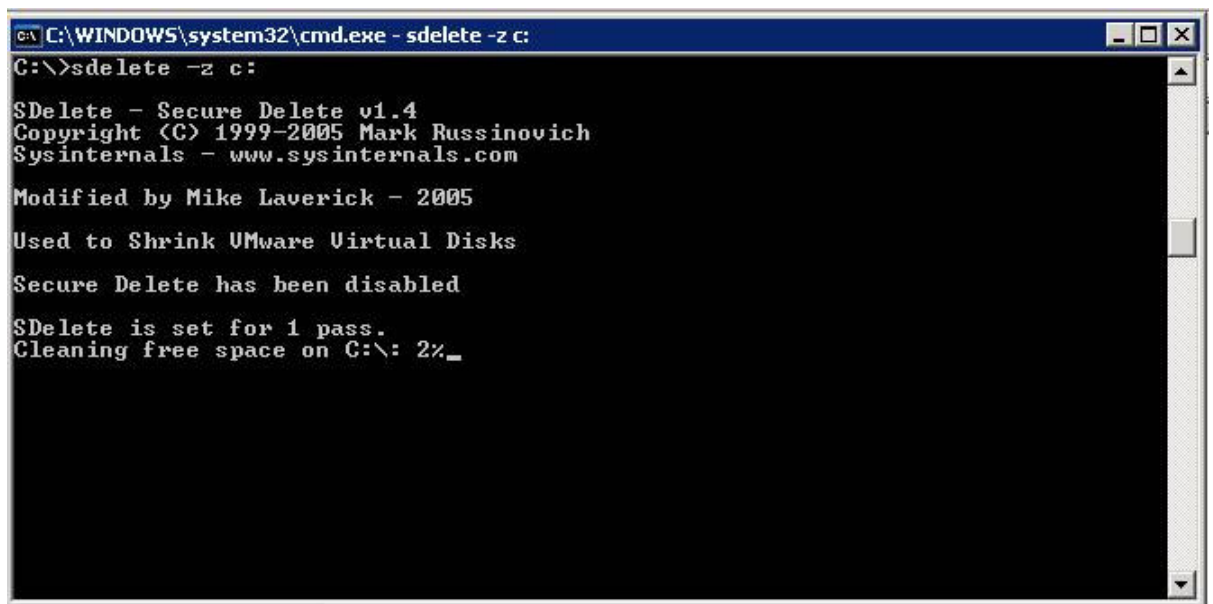 C:\WINDOWS\system32\cmd.exe - sdelete -z c:
C:\>sdelete -z c:
SDelete - Secure Delete v1.4
Copyright (C) 1999-2005 Mark Russinovich
Sysinternals - www.sysinternals.com
Modified by Mike Laverick - 2005
Used to Shrink VMware Virtual Disks
Secure Delete has been disabled
SDelete is set for 1 pass.
Cleaning free space on C:\: 2%_